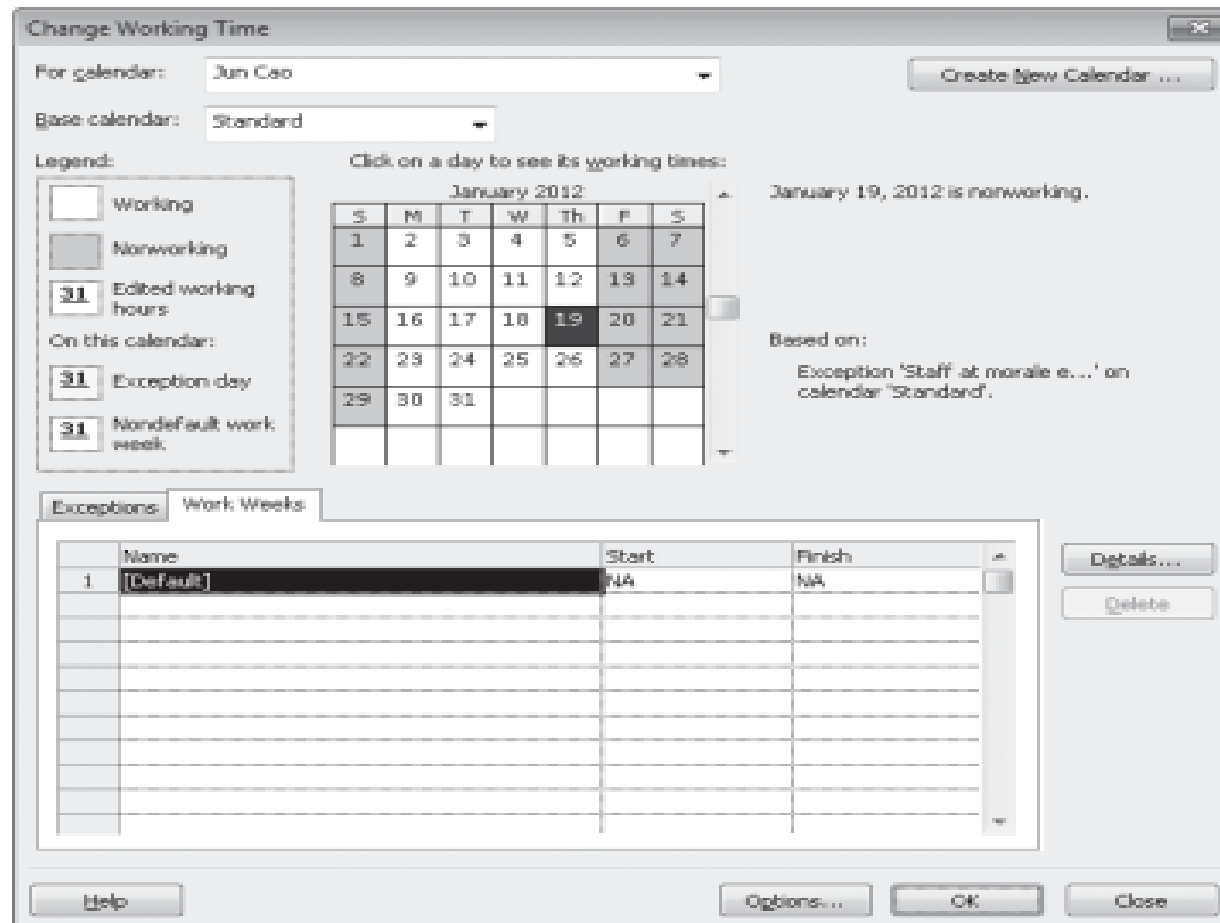 Change Working Time
For calendar: Jun Cao
Create New Calendar ...
Base calendar: Standard
Legend:
Click on a day to see its working times:
Working
Nonworking
31 Edited working hours
On this calendar:
31 Exception day
31 Nondefault work week
January 2012
S M T W Th F S
1 2 3 4 5 6 7
8 9 10 11 12 13 14
15 16 17 18 19 20 21
22 23 24 25 26 27 28
29 30 31
January 19, 2012 is nonworking.
Based on:
Exception 'Staff at morale e...' on
calendar 'Standard'.
Exceptions Work Weeks
Name Start Finish
1 [Default] NA NA
Details...
Delete
Help Options... OK Close